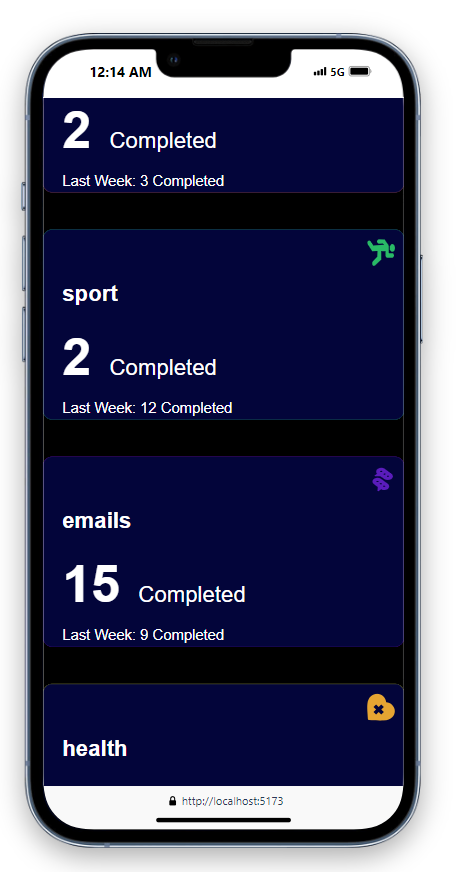 12:14 AM 5G
2 Completed
Last Week: 3 Completed
sport
2 Completed
Last Week: 12 Completed
emails
15 Completed
Last Week: 9 Completed
health
http://localhost:5173